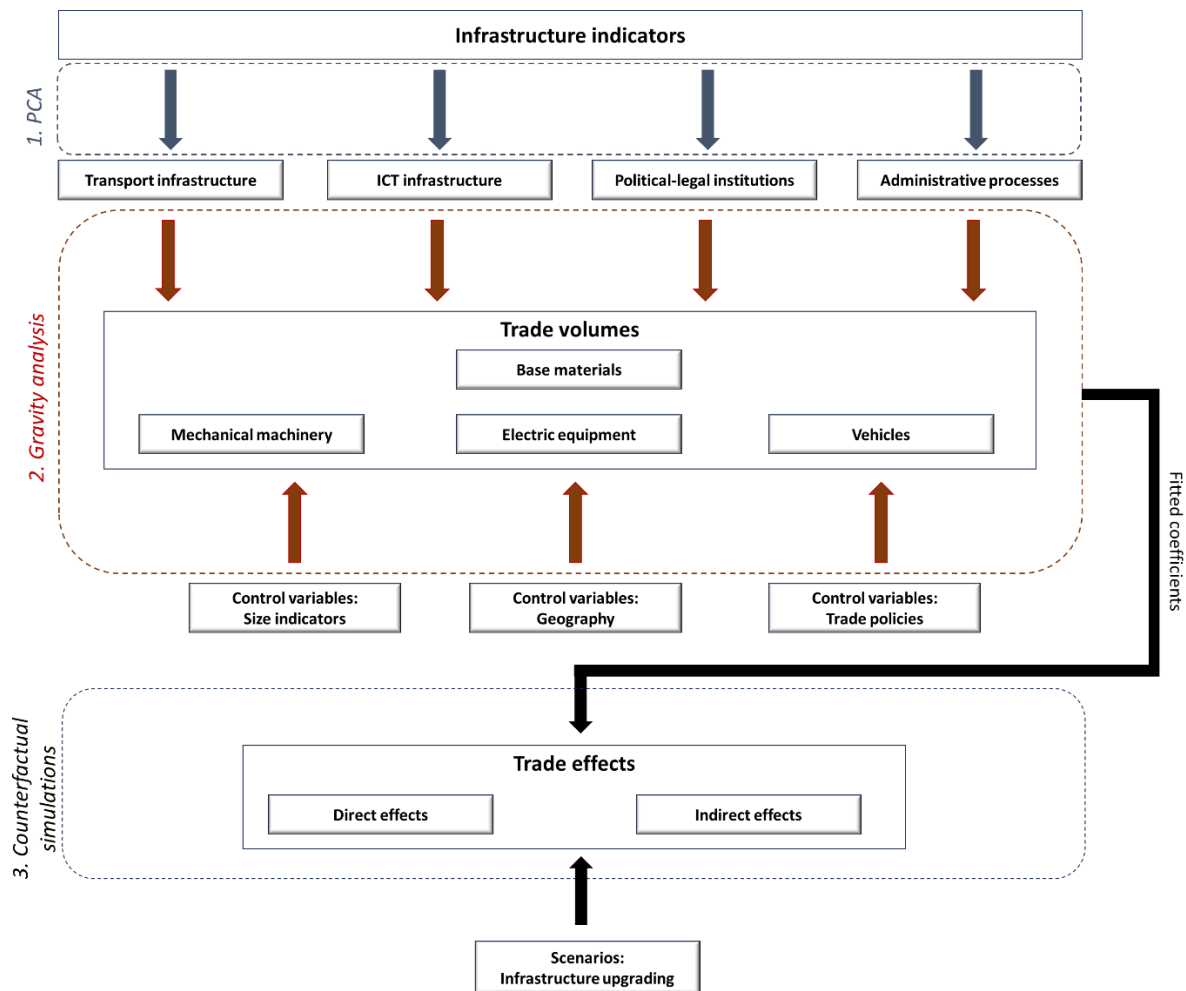 Infrastructure indicators
1. PCA
Transport infrastructure
ICT infrastructure
Political-legal institutions
Administrative processes
2. Gravity analysis
Trade volumes
Base materials
Mechanical machinery
Electric equipment
Vehicles
Fitted coefficients
Control variables:
Size indicators
Control variables:
Geography
Control variables:
Trade policies
3. Counterfactual
simulations
Trade effects
Direct effects
Indirect effects
Scenarios:
Infrastructure upgrading